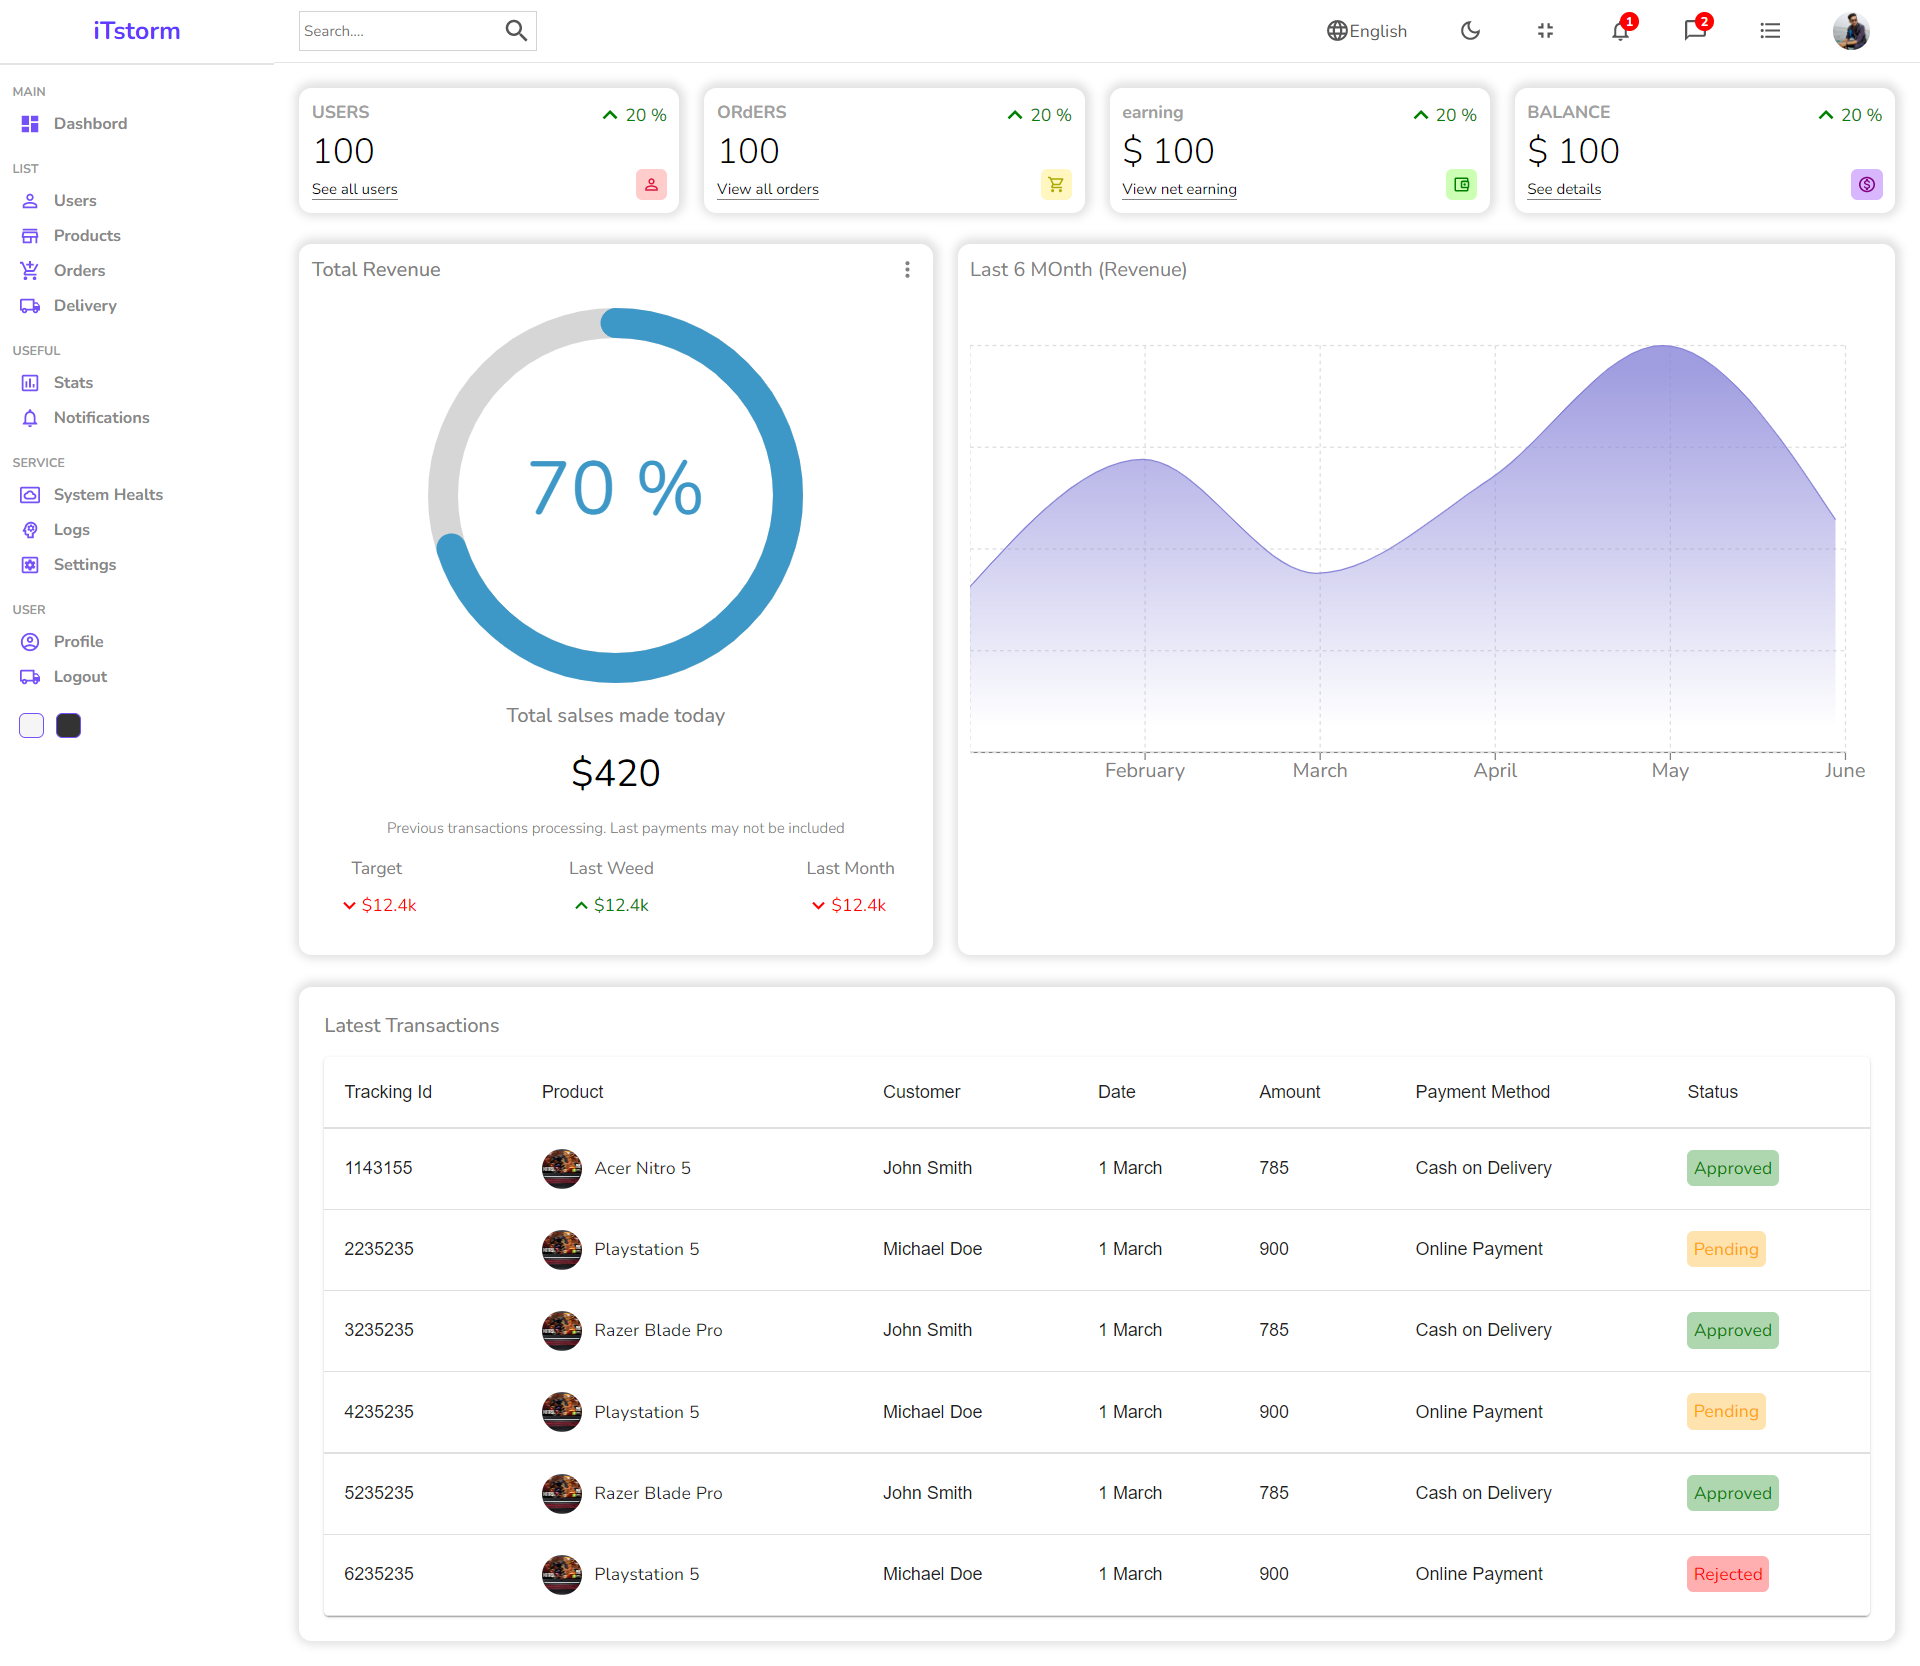 iTstorm
Search....
English
1
2
MAIN
Dashbord
LIST
Users
Products
Orders
Delivery
USEFUL
Stats
Notifications
SERVICE
System Healts
Logs
Settings
USER
Profile
Logout
USERS
20 %
100
See all users
ORdERS
20 %
100
View all orders
earning
20 %
$ 100
View net earning
BALANCE
20 %
$ 100
See details
Total Revenue
70 %
Total salses made today
$420
Previous transactions processing. Last payments may not be included
Target Last Weed Last Month
$12.4k $12.4k $12.4k
Last 6 MOnth (Revenue)
February March April May June
Latest Transactions
Tracking Id Product Customer Date Amount Payment Method Status
1143155 Acer Nitro 5 John Smith 1 March 785 Cash on Delivery Approved
2235235 Playstation 5 Michael Doe 1 March 900 Online Payment Pending
3235235 Razer Blade Pro John Smith 1 March 785 Cash on Delivery Approved
4235235 Playstation 5 Michael Doe 1 March 900 Online Payment Pending
5235235 Razer Blade Pro John Smith 1 March 785 Cash on Delivery Approved
6235235 Playstation 5 Michael Doe 1 March 900 Online Payment Rejected